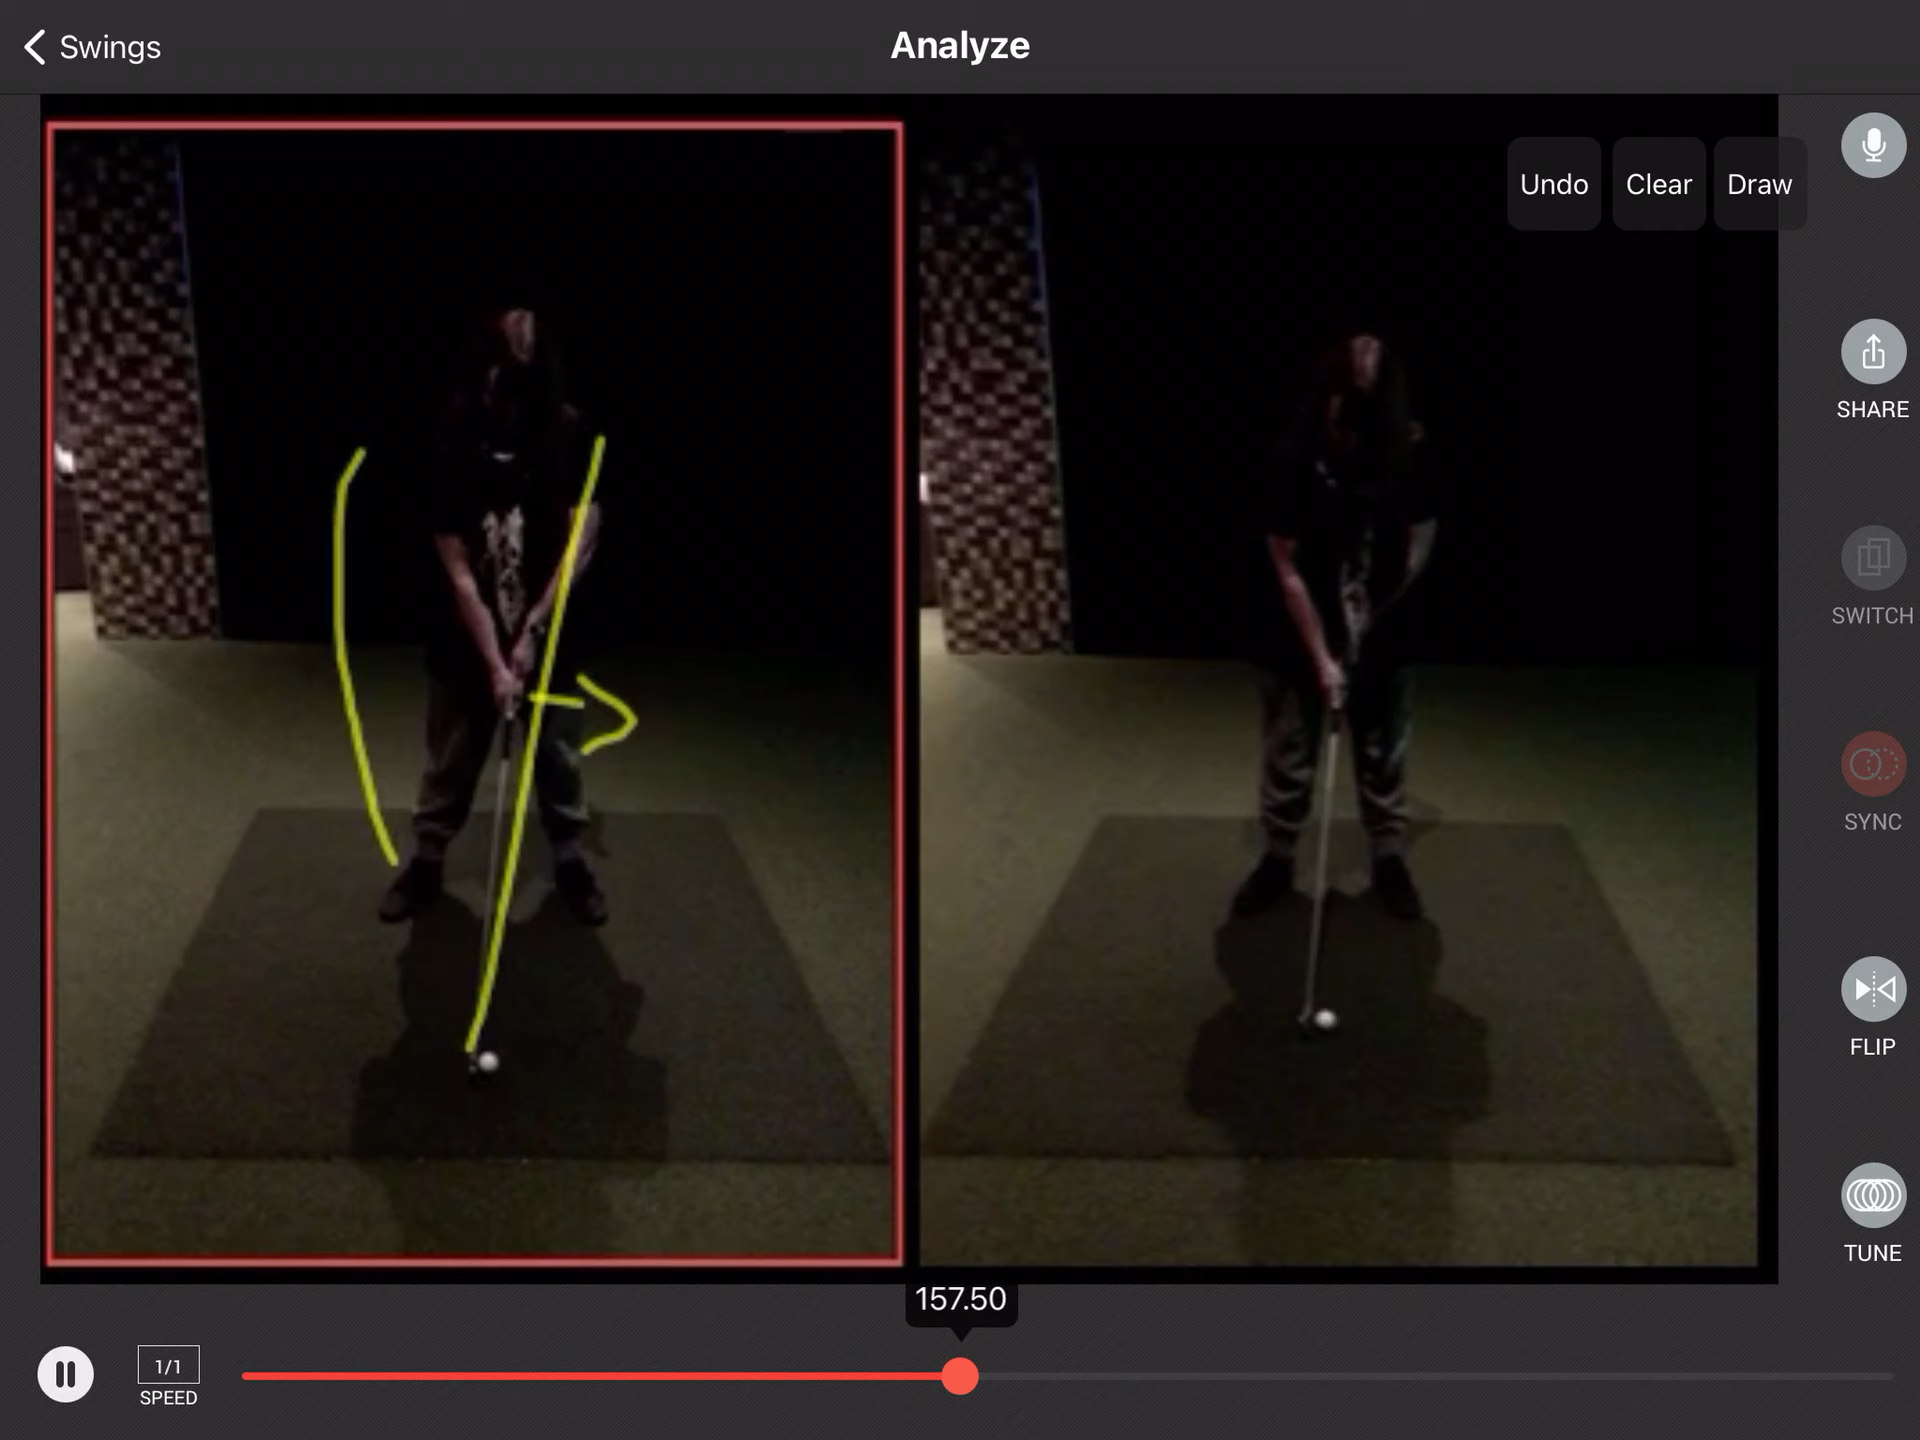 Swings
Analyze
Undo
Clear
Draw
SHARE
SWITCH
SYNC
FLIP
TUNE
157.50
1/1
SPEED